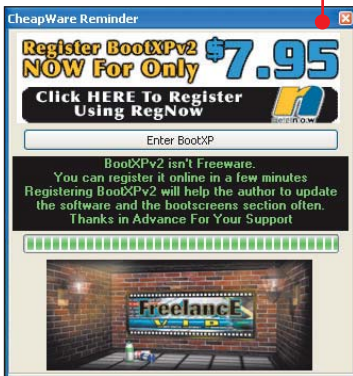 CheapWare Reminder
Register BootXPv2 $7.95
NOW For Only
Click HERE To Register
Using RegNow
Enter BootXP
BootXPv2 isn't Freeware.
You can register it online in a few minutes
Registering BootXPv2 will help the author to update
the software and the bootscreens section often.
Thanks in Advance For Your Support
FreelancE
VID